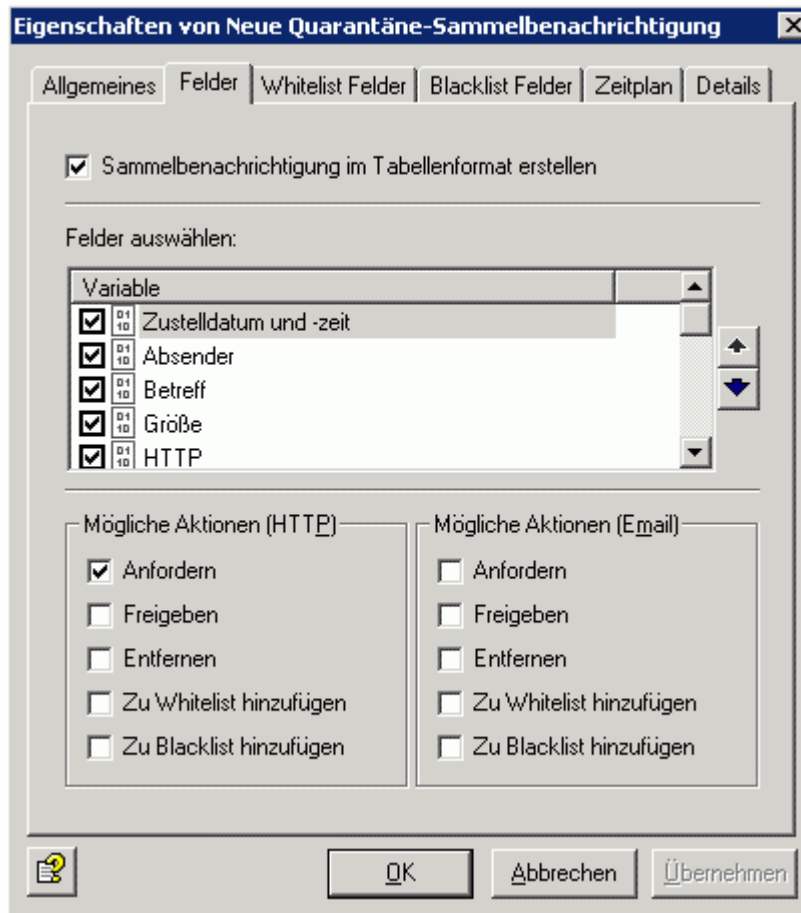 Eigenschaften von Neue Quarantäne-Sammelbenachrichtigung
Allgemeines Felder Whitelist Felder Blacklist Felder Zeitplan Details
Sammelbenachrichtigung im Tabellenformat erstellen
Felder auswählen:
Variable
Zustelldatum und -zeit
Absender
Betreff
Größe
HTTP
Mögliche Aktionen (HTTP)
Anfordern
Freigeben
Entfernen
Zu Whitelist hinzufügen
Zu Blacklist hinzufügen
Mögliche Aktionen (Email)
Anfordern
Freigeben
Entfernen
Zu Whitelist hinzufügen
Zu Blacklist hinzufügen
OK Abbrechen Übernehmen